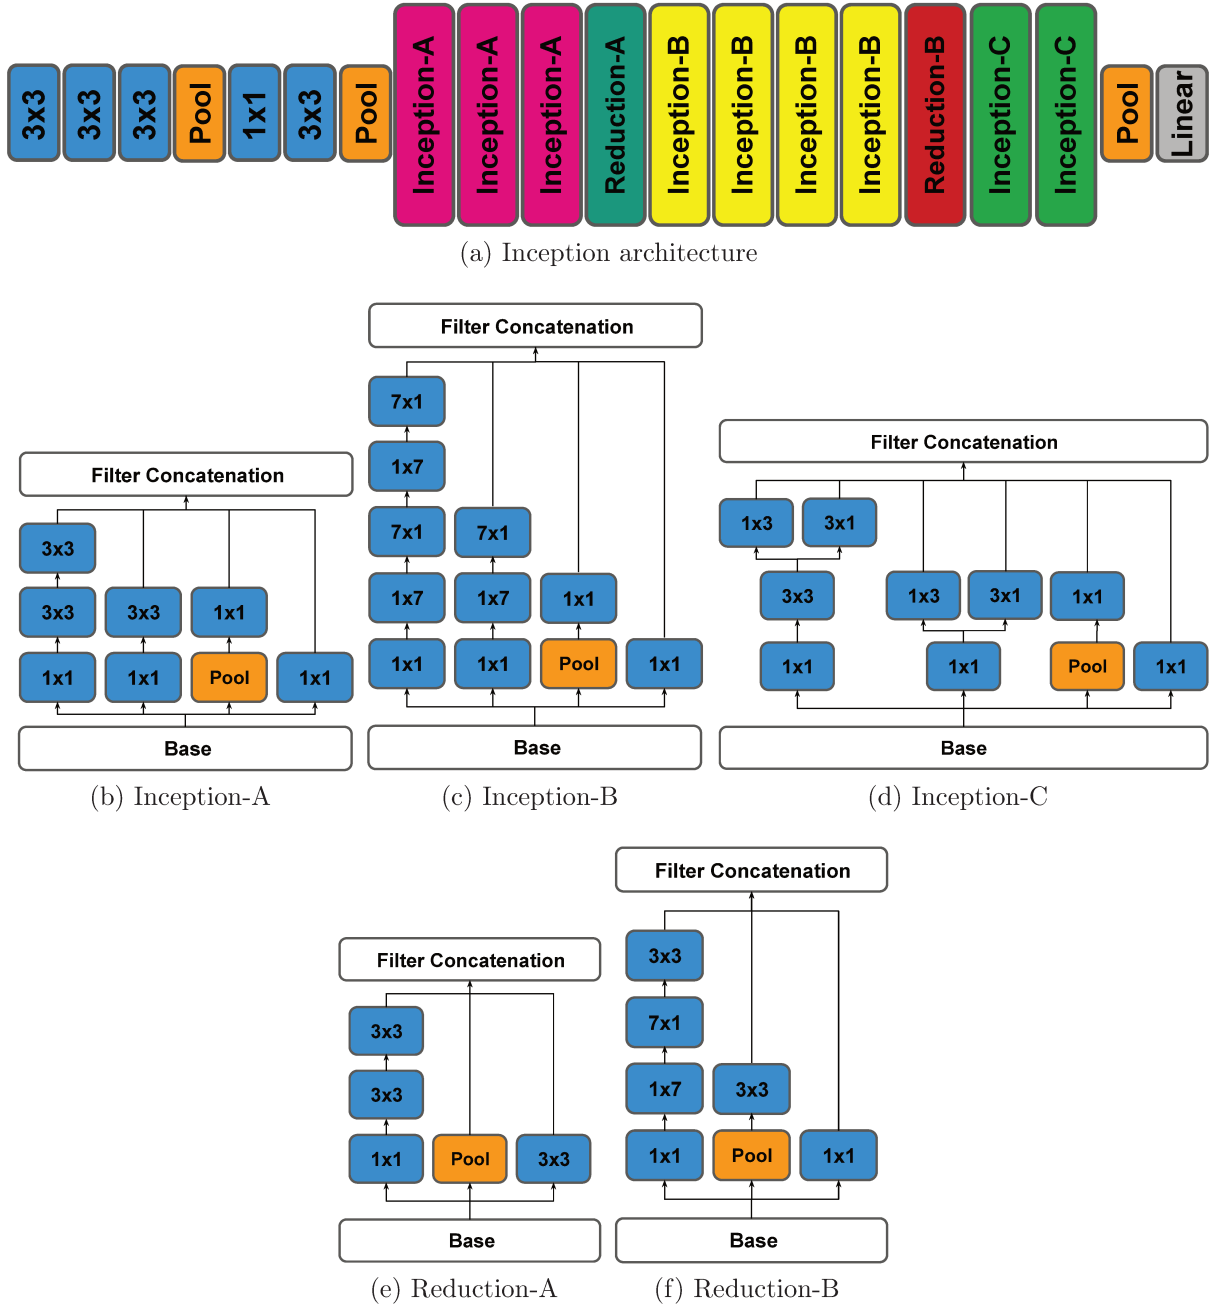 3x3 3x3 3x3 Pool 1x1 3x3 Pool Inception-A Inception-A Inception-A Reduction-A Inception-B Inception-B Inception-B Inception-B Reduction-B Inception-C Inception-C Pool Linear
(a) Inception architecture
Filter Concatenation
3x3
3x3 3x3 1x1
1x1 1x1 Pool 1x1
Base
(b) Inception-A
Filter Concatenation
7x1
1x7
7x1 7x1
1x7 1x7 1x1
1x1 1x1 Pool 1x1
Base
(c) Inception-B
Filter Concatenation
1x3 3x1
3x3 1x3 3x1 1x1
1x1 1x1 Pool 1x1
Base
(d) Inception-C
Filter Concatenation
3x3
3x3
1x1 Pool 3x3
Base
(e) Reduction-A
Filter Concatenation
3x3
7x1
1x7 3x3
1x1 Pool 1x1
Base
(f) Reduction-B